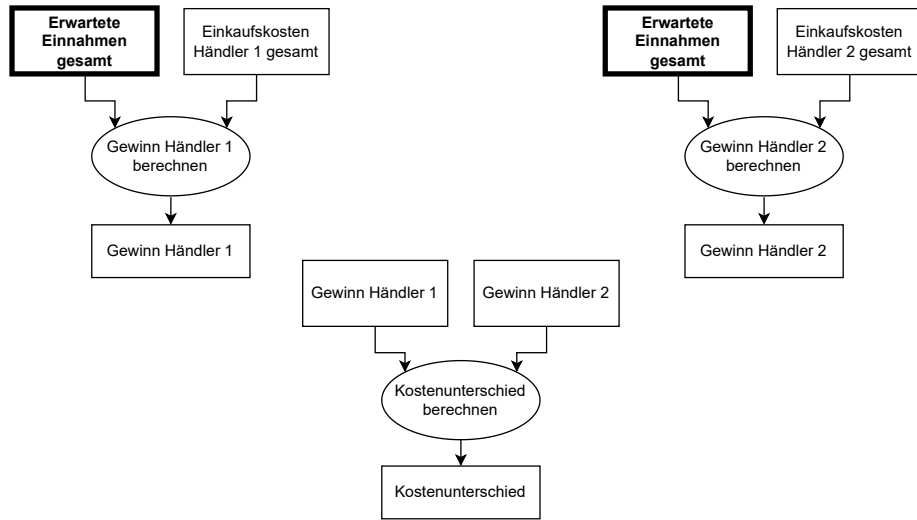 Erwartete
Einnahmen
gesamt
Einkaufskosten
Händler 1 gesamt
Erwartete
Einnahmen
gesamt
Einkaufskosten
Händler 2 gesamt
Gewinn Händler 1
berechnen
Gewinn Händler 2
berechnen
Gewinn Händler 1
Gewinn Händler 2
Gewinn Händler 1
Gewinn Händler 2
Kostenunterschied
berechnen
Kostenunterschied